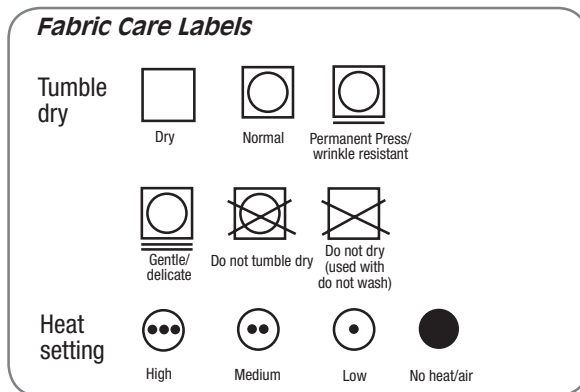 Fabric Care Labels
Tumble
dry
Dry
Normal
Permanent Press/
wrinkle resistant
Gentle/
delicate
Do not tumble dry
Do not dry
(used with
do not wash)
Heat
setting
High
Medium
Low
No heat/air